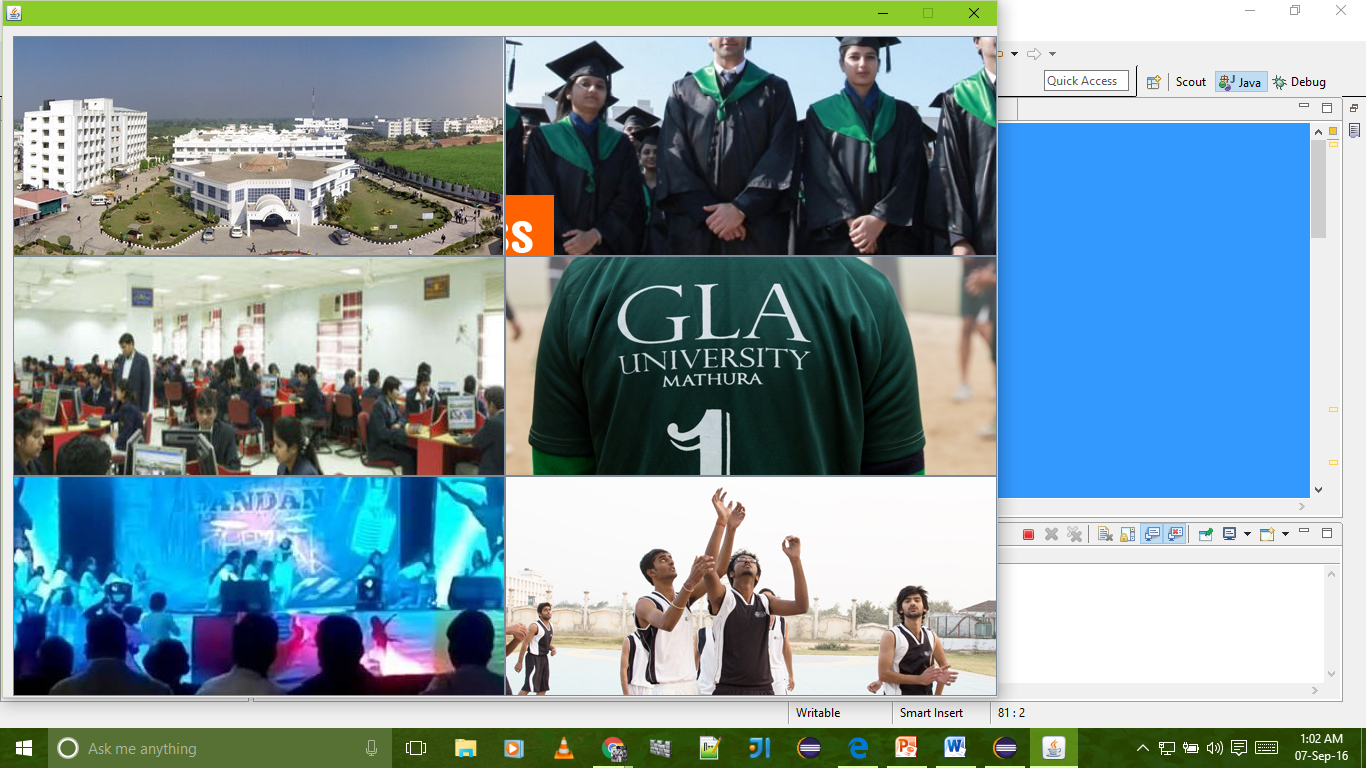 Quick Access
Scout
Java
Debug
ss
GLA
UNIVERSITY
MATHURA
1
Writable
Smart Insert
81 : 2
Ask me anything
1:02 AM
07-Sep-16